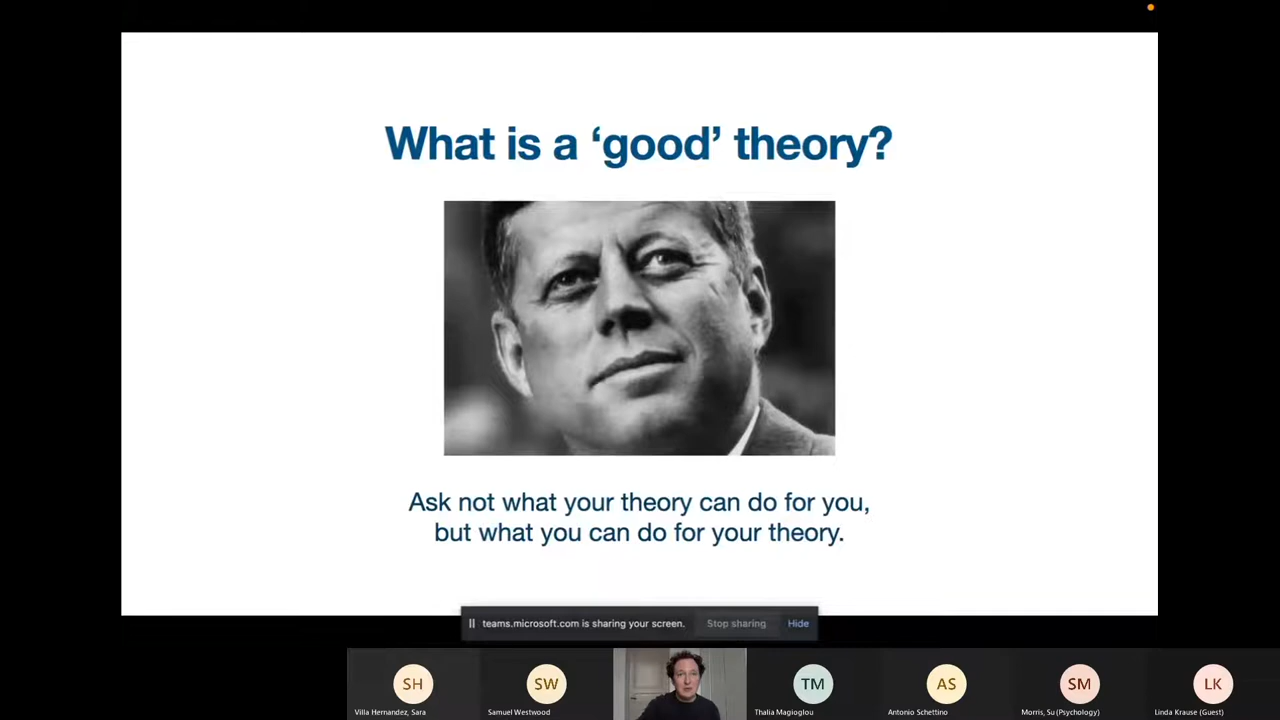 What is a ‘good’ theory?
Ask not what your theory can do for you,
but what you can do for your theory.
teams.microsoft.com is sharing your screen.
Stop sharing
Hide
SH
SW
TM
AS
SM
LK
Villa Hernandez, Sara
Samuel Westwood
Thalia Magioglou
Antonio Schettino
Morris, Su (Psychology)
Linda Krause (Guest)